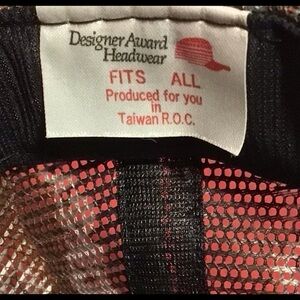 Designer Award
Headwear
FITS ALL
Produced for you
in
Taiwan R.O.C.